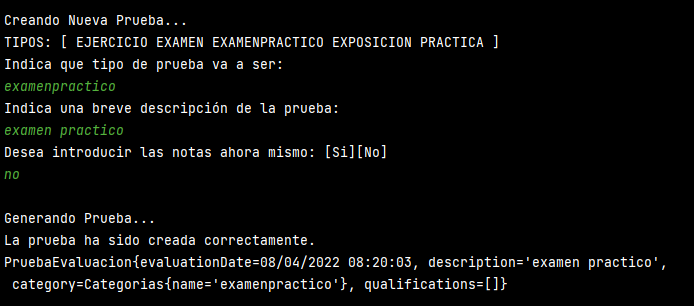 Creando Nueva Prueba...
TIPOS: [ EJERCICIO EXAMEN EXAMENPRACTICO EXPOSICION PRACTICA ]
Indica que tipo de prueba va a ser:
examenpractico
Indica una breve descripción de la prueba:
examen practico
Desea introducir las notas ahora mismo: [Si][No]
no
Generando Prueba...
La prueba ha sido creada correctamente.
PruebaEvaluacion{evaluationDate=08/04/2022 08:20:03, description='examen practico',
category=Categorias{name='examenpractico'}, qualifications=[]}